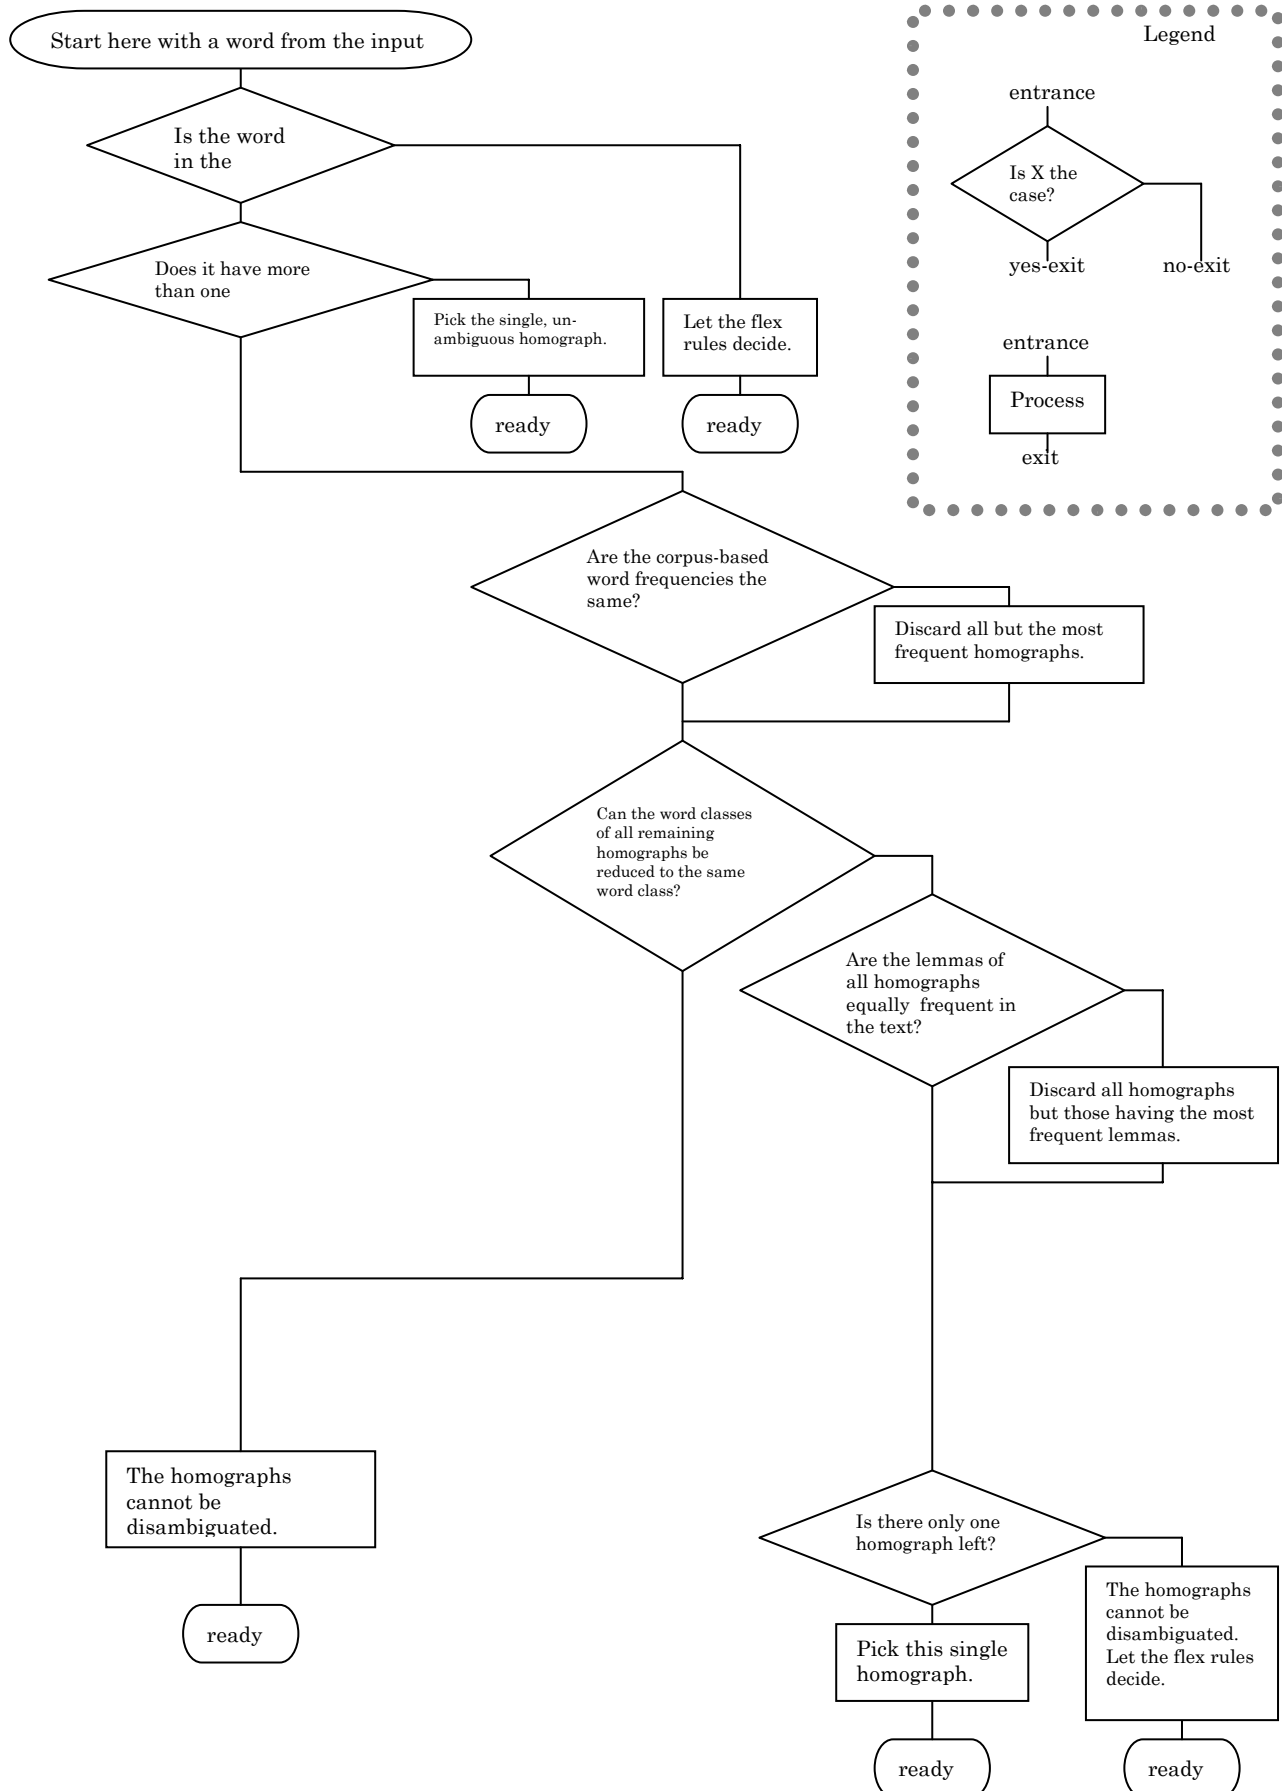 Start here with a word from the input
Is the word
in the
Does it have more
than one
Pick the single, un-
ambiguous homograph.
ready
Let the flex
rules decide.
ready
Legend
entrance
Is X the
case?
yes-exit
no-exit
entrance
Process
exit
Are the corpus-based
word frequencies the
same?
Discard all but the most
frequent homographs.
Can the word classes
of all remaining
homographs be
reduced to the same
word class?
Are the lemmas of
all homographs
equally frequent in
the text?
Discard all homographs
but those having the most
frequent lemmas.
The homographs
cannot be
disambiguated.
ready
Is there only one
homograph left?
Pick this single
homograph.
ready
The homographs
cannot be
disambiguated.
Let the flex rules
decide.
ready